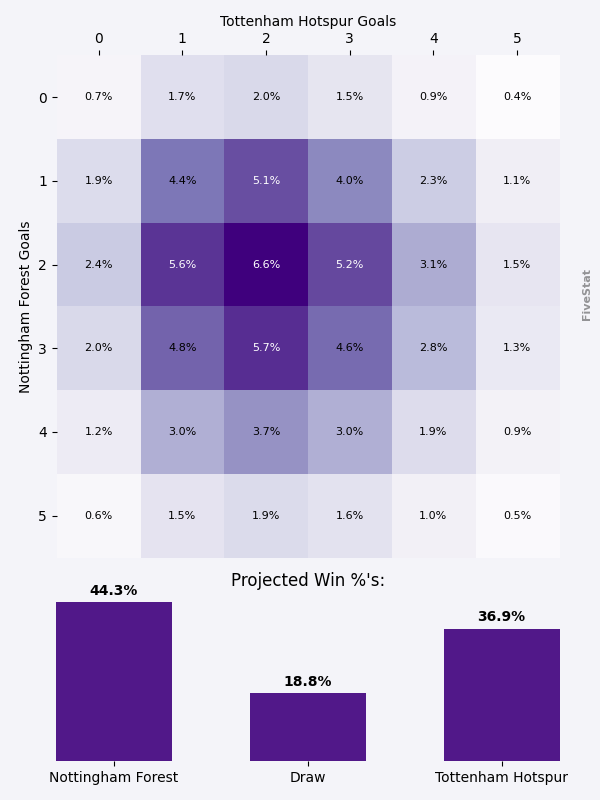 Tottenham Hotspur Goals
0 1 2 3 4 5
0 0.7% 1.7% 2.0% 1.5% 0.9% 0.4%
1 1.9% 4.4% 5.1% 4.0% 2.3% 1.1%
2 2.4% 5.6% 6.6% 5.2% 3.1% 1.5%
3 2.0% 4.8% 5.7% 4.6% 2.8% 1.3%
4 1.2% 3.0% 3.7% 3.0% 1.9% 0.9%
5 0.6% 1.5% 1.9% 1.6% 1.0% 0.5%
Nottingham Forest Goals
FiveStat
Projected Win %'s:
44.3% 18.8% 36.9%
Nottingham Forest Draw Tottenham Hotspur